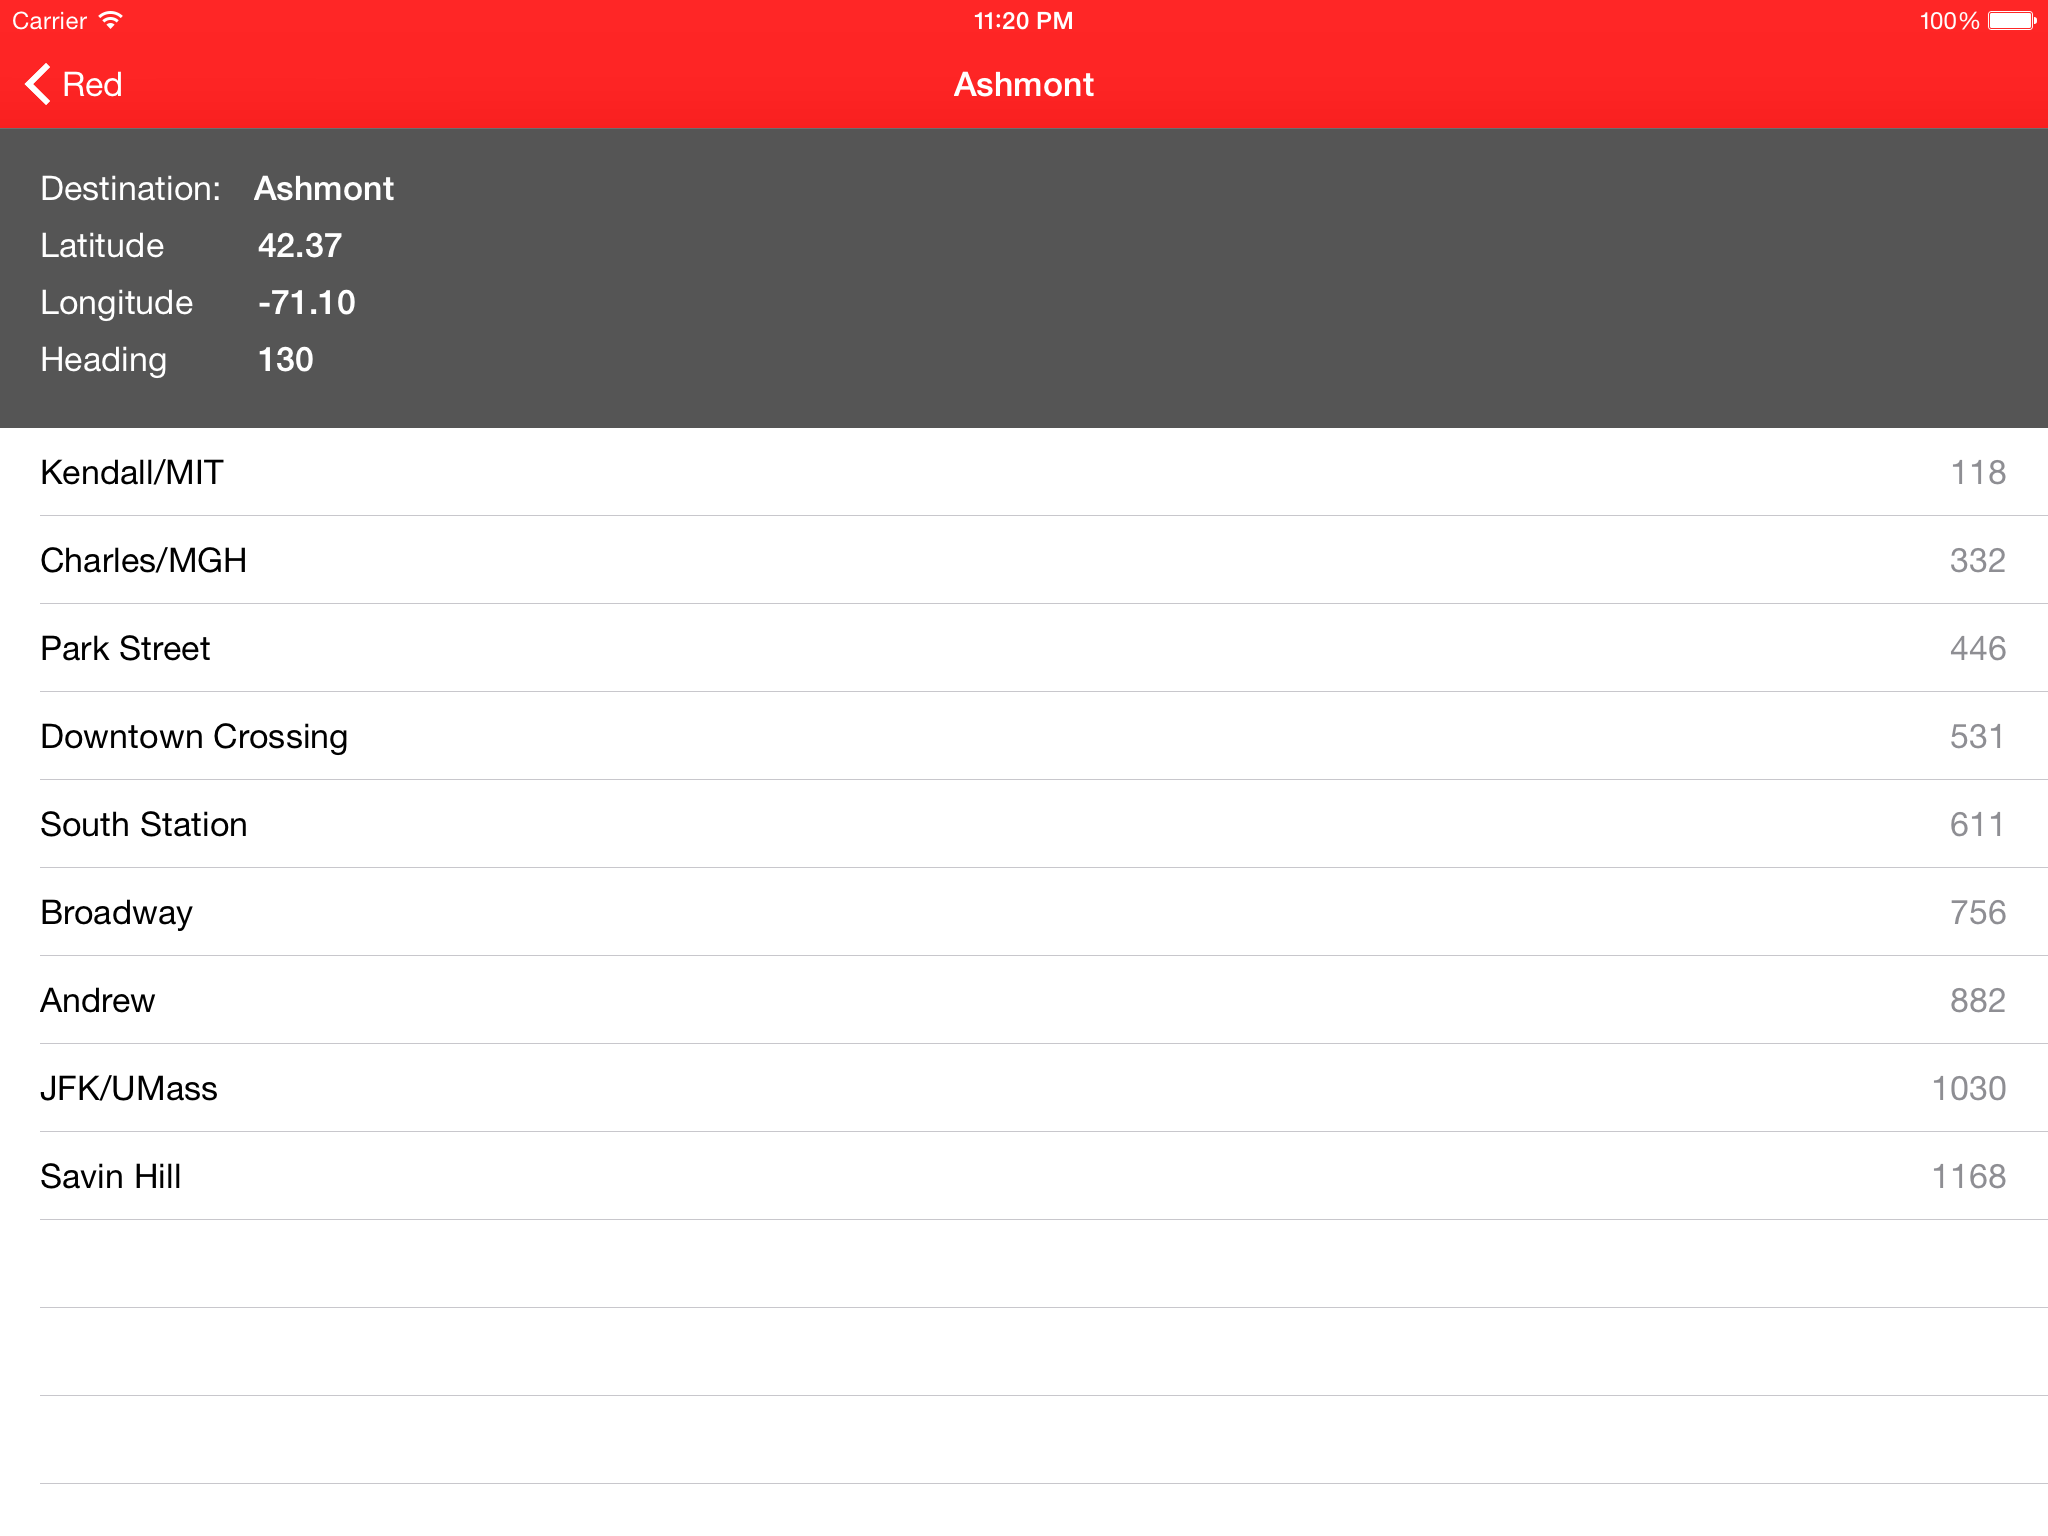 Carrier 11:20 PM 100%
Red Ashmont
Destination: Ashmont
Latitude 42.37
Longitude -71.10
Heading 130
Kendall/MIT 118
Charles/MGH 332
Park Street 446
Downtown Crossing 531
South Station 611
Broadway 756
Andrew 882
JFK/UMass 1030
Savin Hill 1168